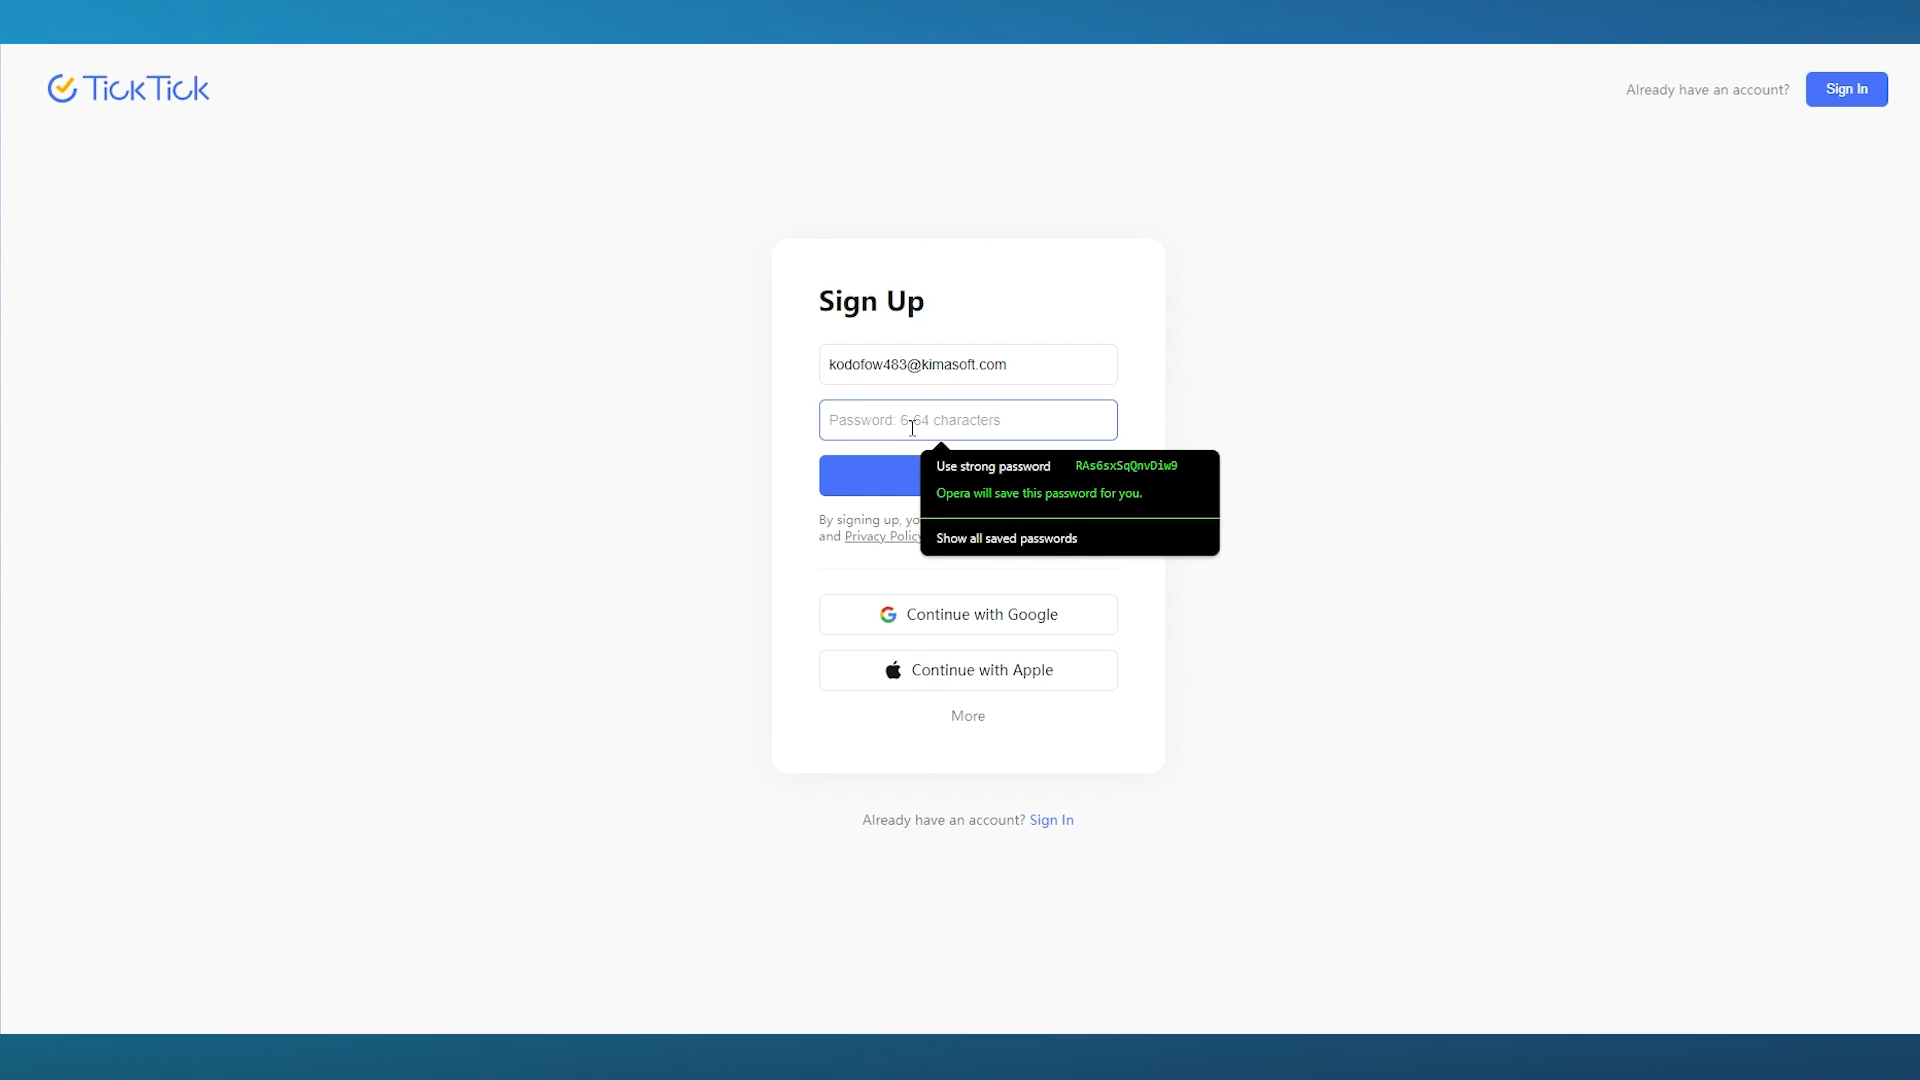 TickTick
Already have an account? Sign In
Sign Up
kodofow483@kimasoft.com
Password: 6-64 characters
Use strong password RAs6sxSqQnvDiw9
Opera will save this password for you.
Show all saved passwords
By signing up, yo
and Privacy Policy
Continue with Google
Continue with Apple
More
Already have an account? Sign In